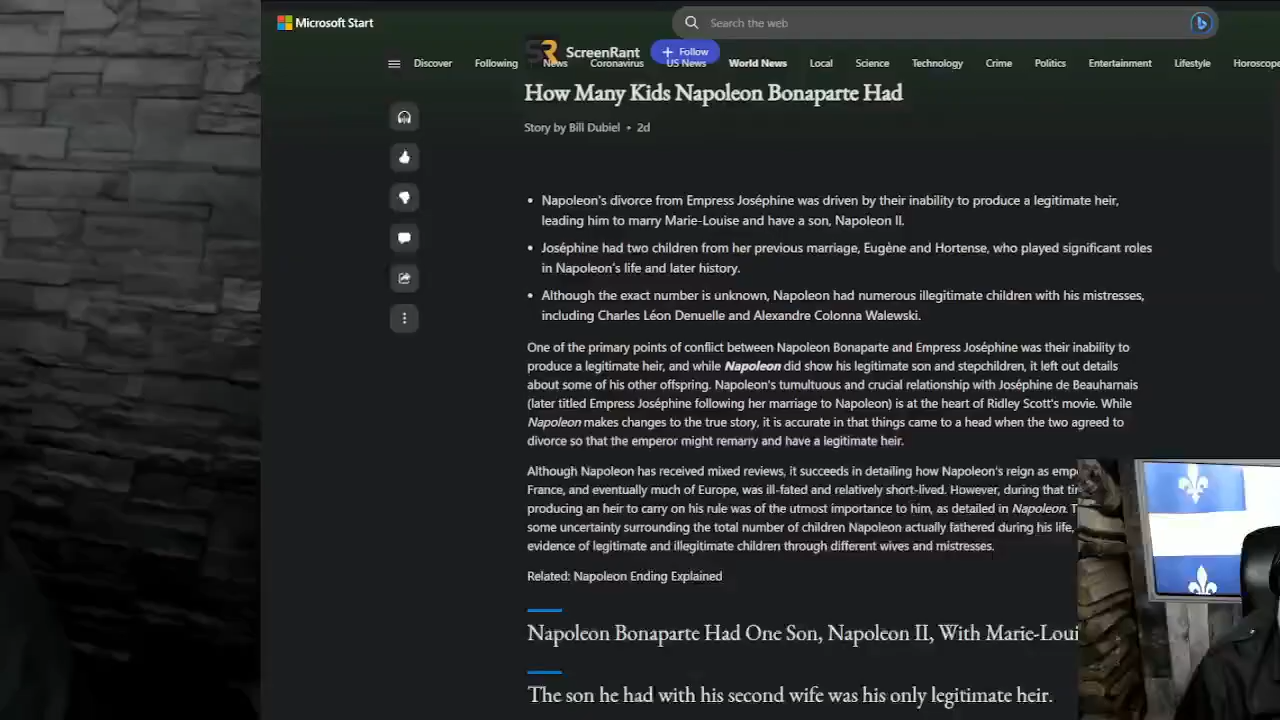 Microsoft Start
Search the web
ScreenRant
Follow
Discover
Following
News
Coronavirus
US News
World News
Local
Science
Technology
Crime
Politics
Entertainment
Lifestyle
Horoscope
How Many Kids Napoleon Bonaparte Had
Story by Bill Dubiel • 2d
• Napoleon's divorce from Empress Joséphine was driven by their inability to produce a legitimate heir,
leading him to marry Marie-Louise and have a son, Napoleon II.
• Joséphine had two children from her previous marriage, Eugène and Hortense, who played significant roles
in Napoleon's life and later history.
• Although the exact number is unknown, Napoleon had numerous illegitimate children with his mistresses,
including Charles Léon Denuelle and Alexandre Colonna Walewski.
One of the primary points of conflict between Napoleon Bonaparte and Empress Joséphine was their inability to
produce a legitimate heir, and while Napoleon did show his legitimate son and stepchildren, it left out details
about some of his other offspring. Napoleon's tumultuous and crucial relationship with Joséphine de Beauharnais
(later titled Empress Joséphine following her marriage to Napoleon) is at the heart of Ridley Scott's movie. While
Napoleon makes changes to the true story, it is accurate in that things came to a head when the two agreed to
divorce so that the emperor might remarry and have a legitimate heir.
Although Napoleon has received mixed reviews, it succeeds in detailing how Napoleon's reign as emp
France, and eventually much of Europe, was ill-fated and relatively short-lived. However, during that tin
producing an heir to carry on his rule was of the utmost importance to him, as detailed in Napoleon. T
some uncertainty surrounding the total number of children Napoleon actually fathered during his life,
evidence of legitimate and illegitimate children through different wives and mistresses.
Related: Napoleon Ending Explained
Napoleon Bonaparte Had One Son, Napoleon II, With Marie-Loui
The son he had with his second wife was his only legitimate heir.